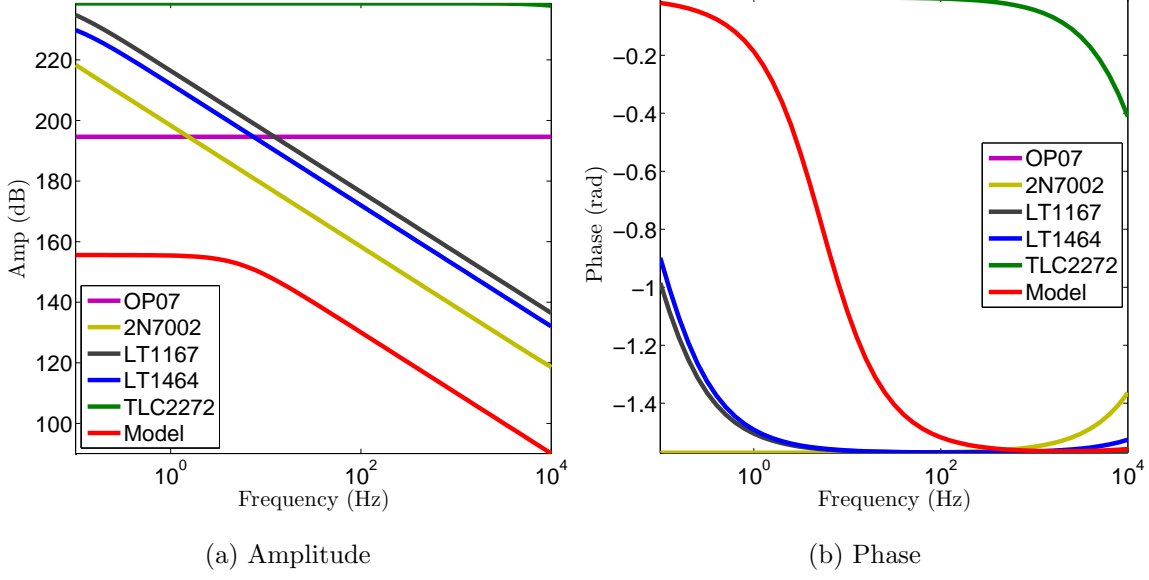 220
200
180
160
140
120
100
10^0
10^2
10^4
Amp (dB)
Frequency (Hz)
OP07
2N7002
LT1167
LT1464
TLC2272
Model
(a) Amplitude
−0.2
−0.4
−0.6
−0.8
−1
−1.2
−1.4
10^0
10^2
10^4
Phase (rad)
Frequency (Hz)
OP07
2N7002
LT1167
LT1464
TLC2272
Model
(b) Phase